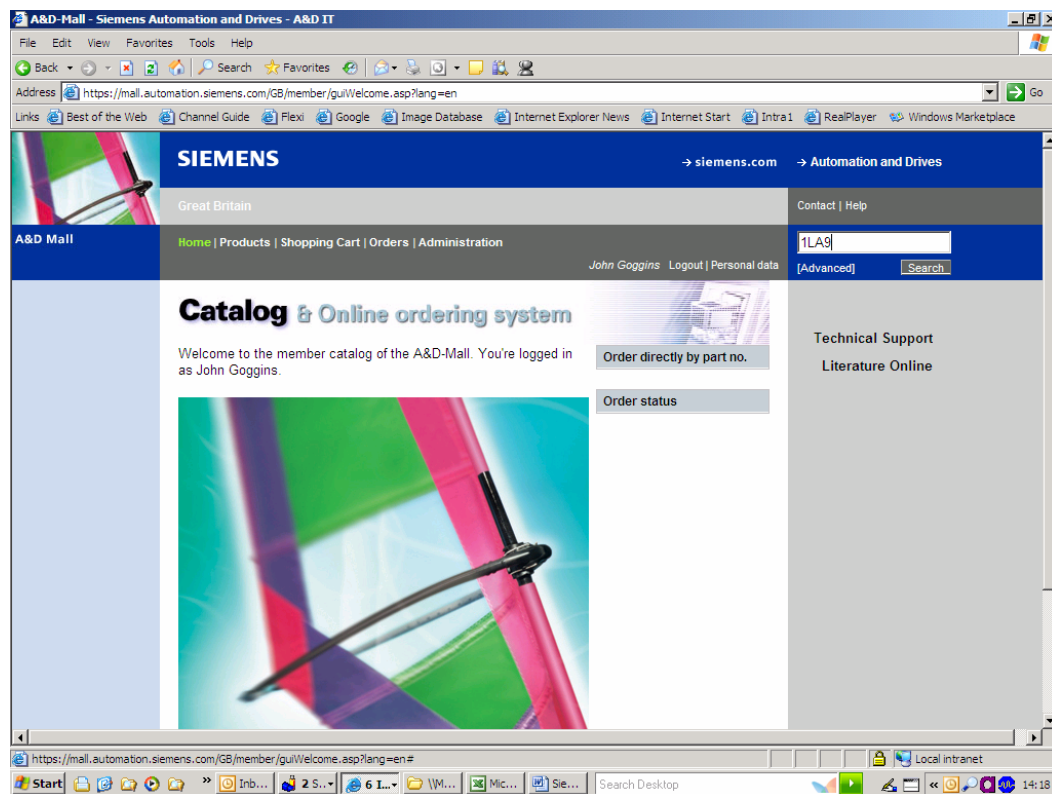 A&D-Mall - Siemens Automation and Drives - A&D IT
File Edit View Favorites Tools Help
Back Search Favorites
Address https://mall.automation.siemens.com/GB/member/guiWelcome.asp?lang=en Go
Links Best of the Web Channel Guide Flexi Google Image Database Internet Explorer News Internet Start Intra1 RealPlayer Windows Marketplace
SIEMENS → siemens.com → Automation and Drives
Great Britain Contact | Help
A&D Mall Home | Products | Shopping Cart | Orders | Administration 1LA9
John Goggins Logout | Personal data [Advanced] Search
Catalog & Online ordering system
Welcome to the member catalog of the A&D-Mall. You're logged in
as John Goggins.
Order directly by part no.
Order status
Technical Support
Literature Online
https://mall.automation.siemens.com/GB/member/guiWelcome.asp?lang=en# Local intranet
Start » Inb... 2 S... 6 I... \\M... Mic... Sie... Search Desktop « 14:18